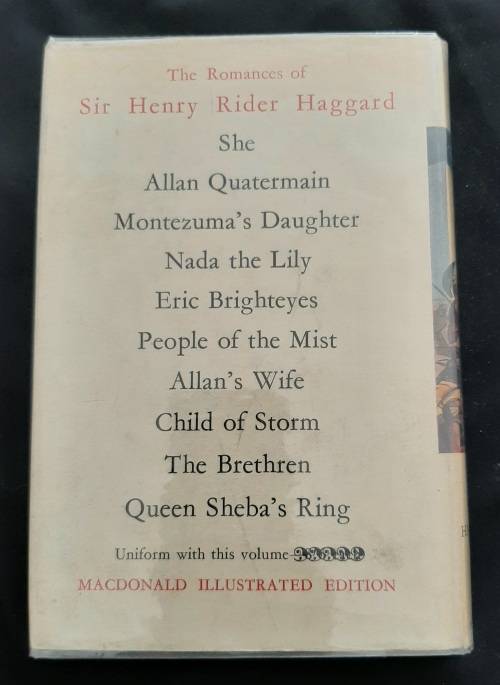 The Romances of
Sir Henry Rider Haggard
She
Allan Quatermain
Montezuma's Daughter
Nada the Lily
Eric Brighteyes
People of the Mist
Allan's Wife
Child of Storm
The Brethren
Queen Sheba's Ring
Uniform with this volume
MACDONALD ILLUSTRATED EDITION